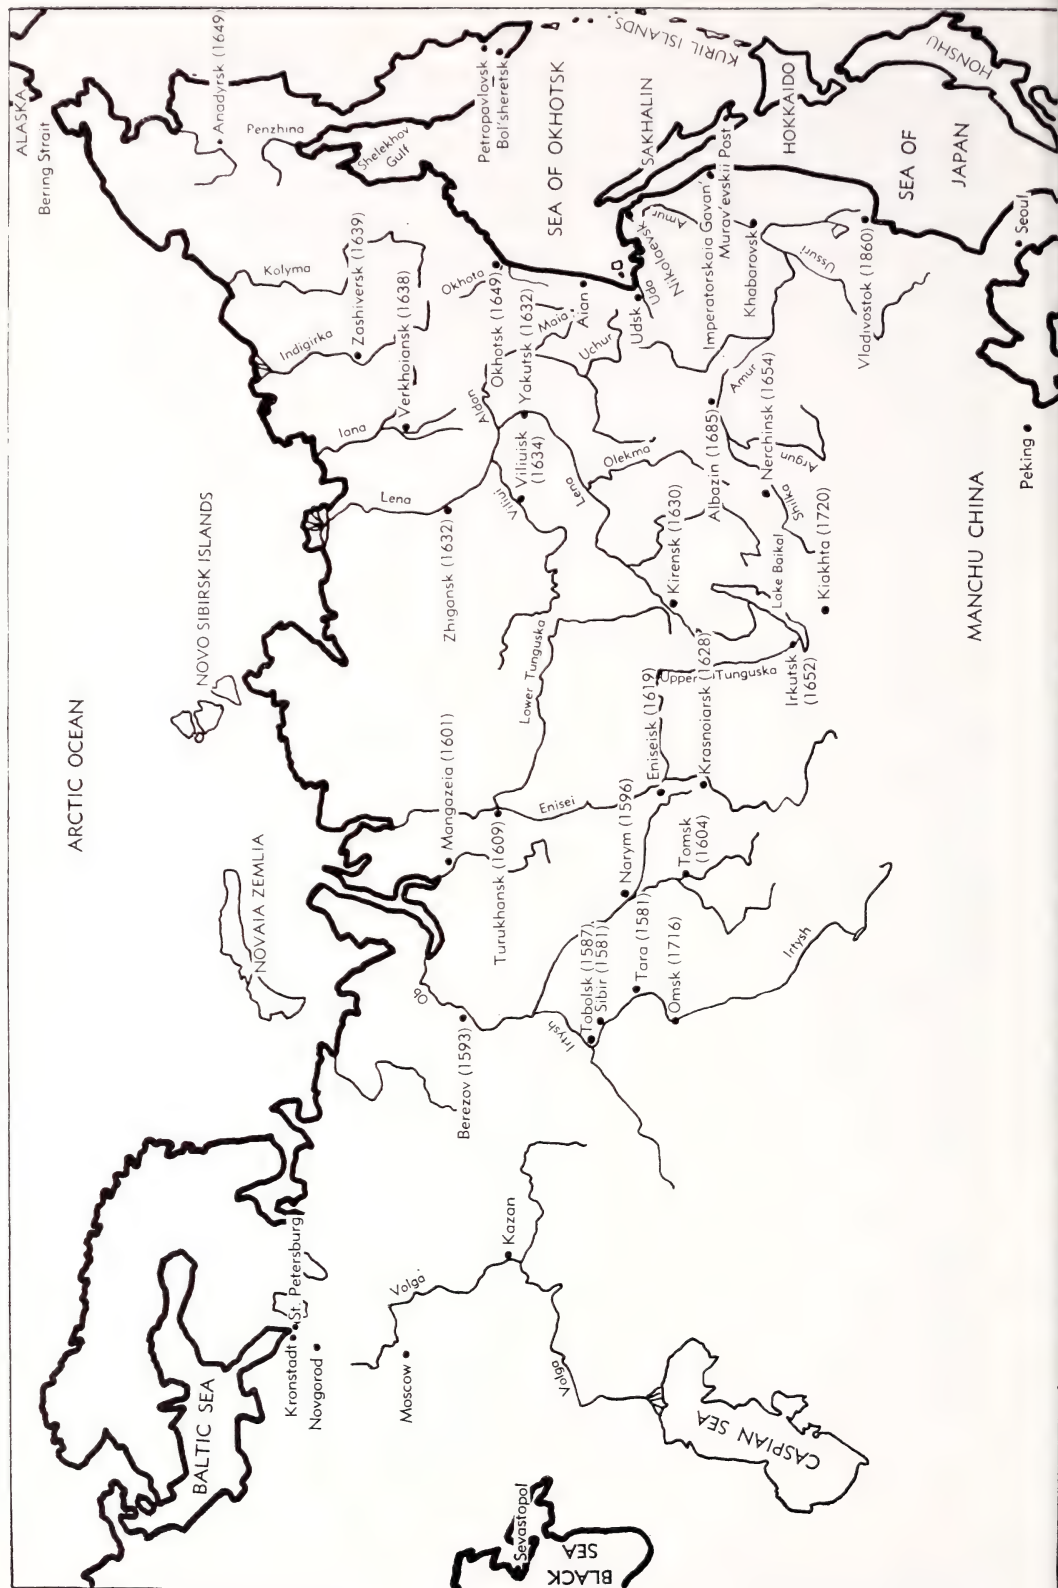 ALASKA
Bering Strait
Anadyrsk (1649)
Penzhina
Shelekhov
Gulf
Petropavlovsk
Bol'sheretsk
KURIL ISLANDS
SEA OF OKHOTSK
HONSHU
HOKKAIDO
SAKHALIN
SEA OF
JAPAN
Kolyma
Zashiversk (1639)
Indigirka
Verkhoiansk (1638)
Iana
Okhota
Okhotsk (1649)
Yakutsk (1632)
Maia
Aian
Uchur
Udsk
Uda
Nikolaevsk
Amur
Imperatorskaia Gavan'
Murav'evskii Post
Khabarovsk
Ussuri
Vladivostok (1860)
Seoul
Peking
Aldan
Lena
Zhigansk (1632)
Viliui
Viliuisk
(1634)
Lena
Olekma
Kirensk (1630)
Albazin (1685)
Amur
Nerchinsk (1654)
Argun
Shilka
Lake Baikal
Kiakhta (1720)
MANCHU CHINA
ARCTIC OCEAN
NOVO SIBIRSK ISLANDS
NOVAIA ZEMLIA
Mangazeia (1601)
Turukhansk (1609)
Lower Tunguska
Enisei
Eniseisk (1619)
Upper Tunguska
Krasnoiarsk (1628)
Irkutsk
(1652)
Narym (1596)
Tomsk
(1604)
Ob
Berezov (1593)
Irtysh
Tobolsk (1587)
Sibir (1581)
Tara (1581)
Omsk (1716)
Irtysh
BALTIC SEA
Kronstadt
St. Petersburg
Novgorod
Moscow
Volga
Kazan
Volga
CASPIAN SEA
Sevastopol
BLACK
SEA